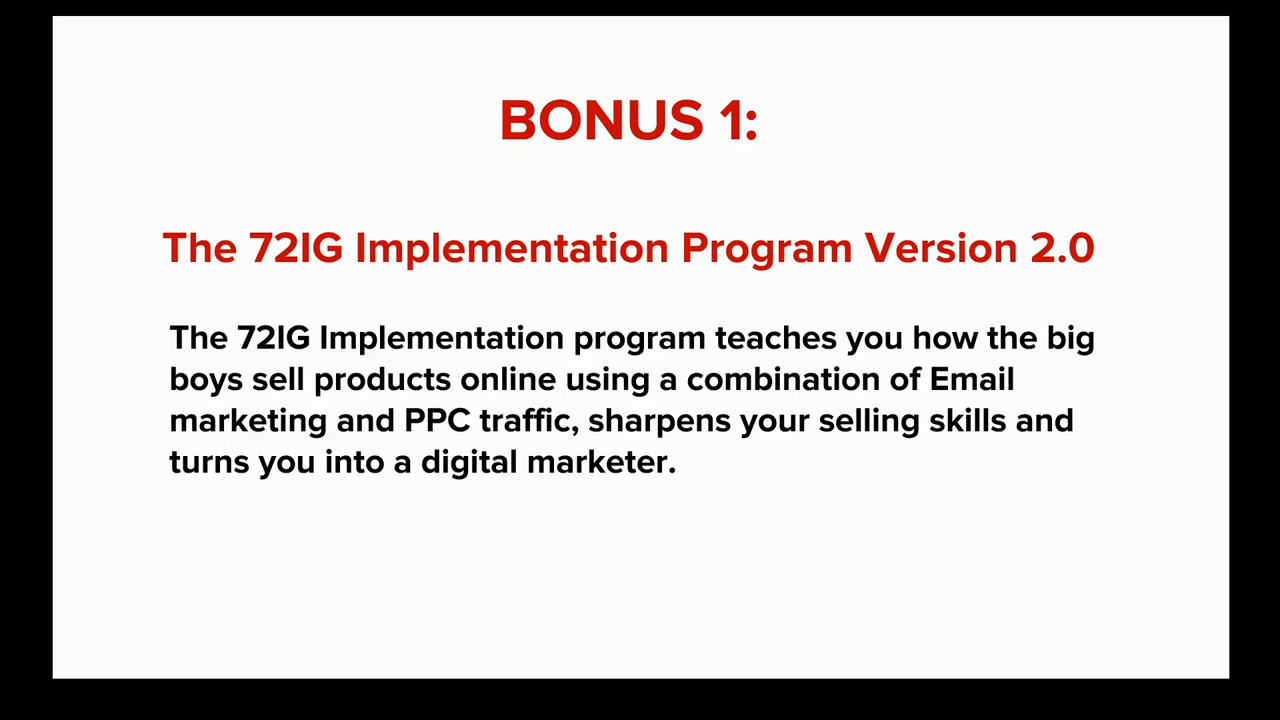 BONUS 1:
The 72IG Implementation Program Version 2.0
The 72IG Implementation program teaches you how the big
boys sell products online using a combination of Email
marketing and PPC traffic, sharpens your selling skills and
turns you into a digital marketer.